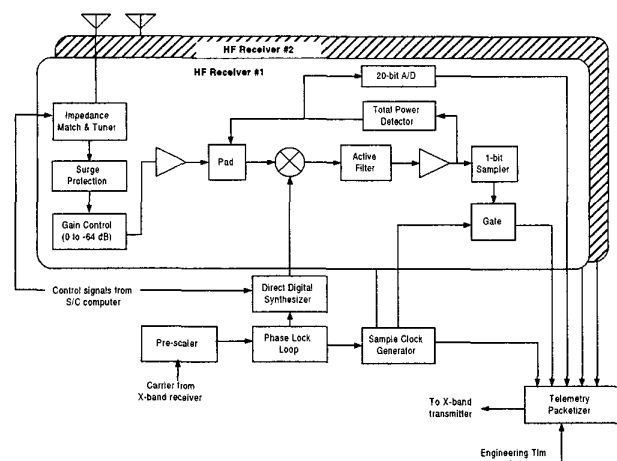 HF Receiver #2
HF Receiver #1
20-bit A/D
Impedance
Match & Tuner
Total Power
Detector
Surge
Protection
Pad
Active
Filter
1-bit
Sampler
Gain Control
(0 to -64 dB)
Gate
Control signals from
S/C computer
Direct Digital
Synthesizer
Pre-scaler
Phase Lock
Loop
Sample Clock
Generator
Carrier from
X-band receiver
To X-band
transmitter
Telemetry
Packetizer
Engineering Tlm